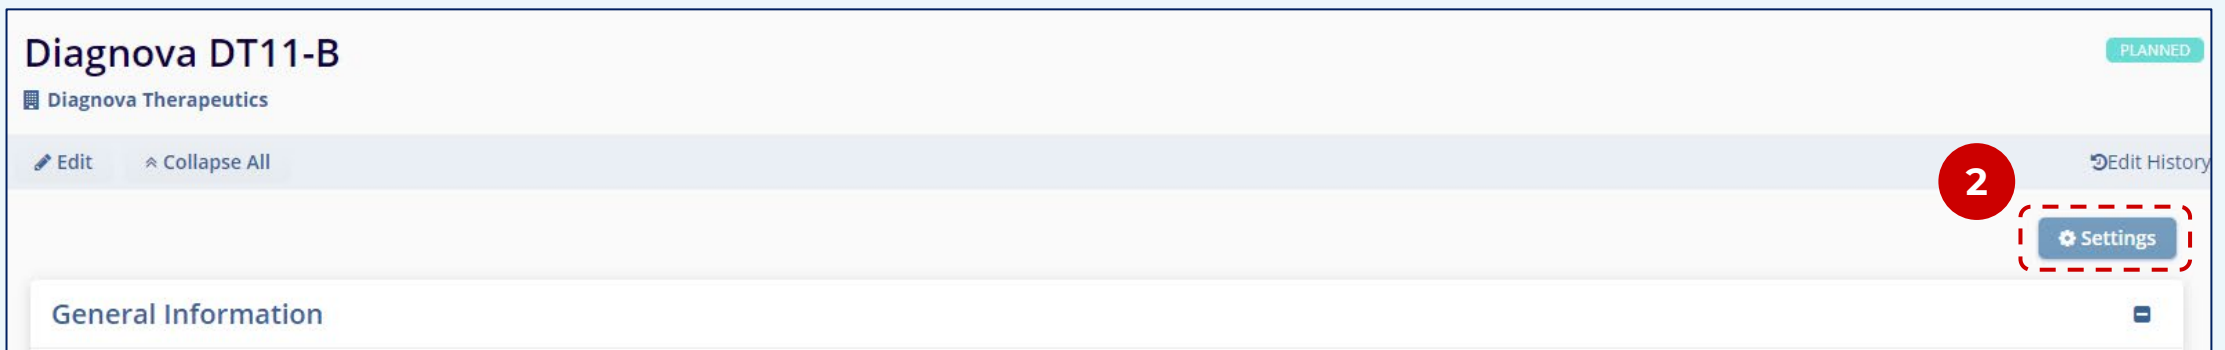 Diagnova DT11-B
PLANNED
Diagnova Therapeutics
Edit
Collapse All
Edit History
2
Settings
General Information